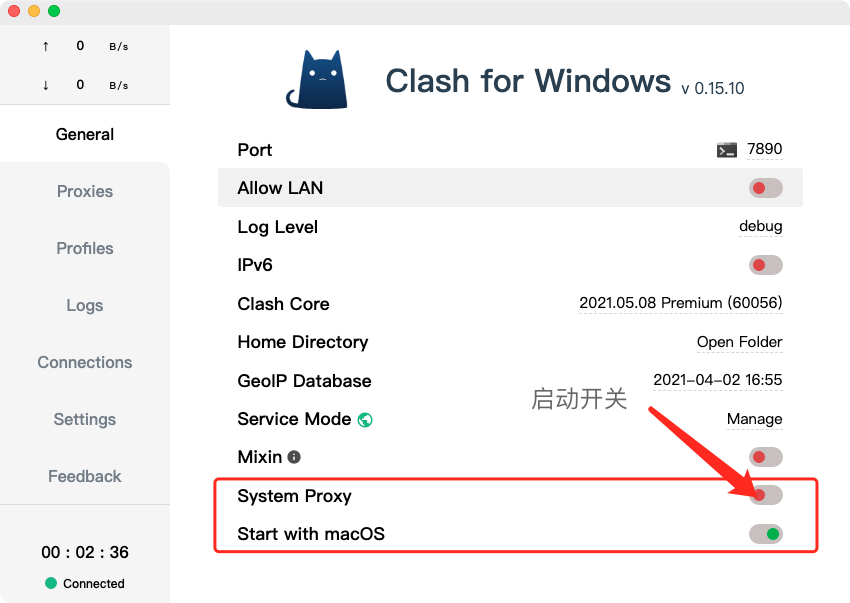 ↑ 0 B/s
↓ 0 B/s
General
Proxies
Profiles
Logs
Connections
Settings
Feedback
00 : 02 : 36
Connected
Clash for Windows v 0.15.10
Port 7890
Allow LAN
Log Level debug
IPv6
Clash Core 2021.05.08 Premium (60056)
Home Directory Open Folder
GeoIP Database 2021-04-02 16:55
启动开关
Service Mode Manage
Mixin
System Proxy
Start with macOS